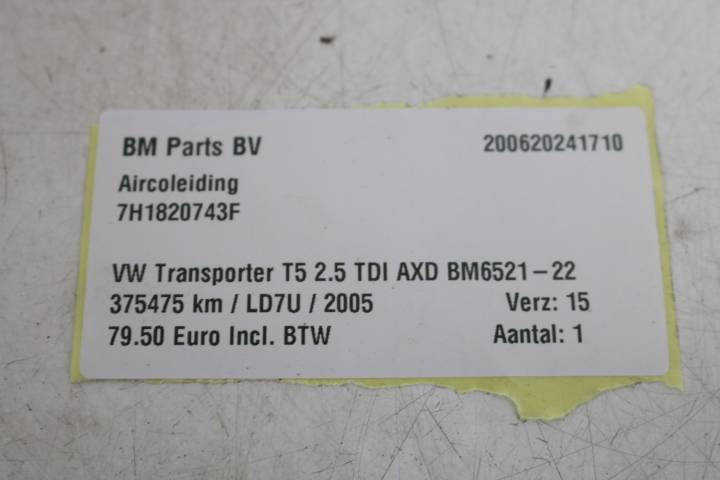 BM Parts BV 200620241710
Aircoleiding
7H1820743F
VW Transporter T5 2.5 TDI AXD BM6521-22
375475 km / LD7U / 2005 Verz: 15
79.50 Euro Incl. BTW Aantal: 1